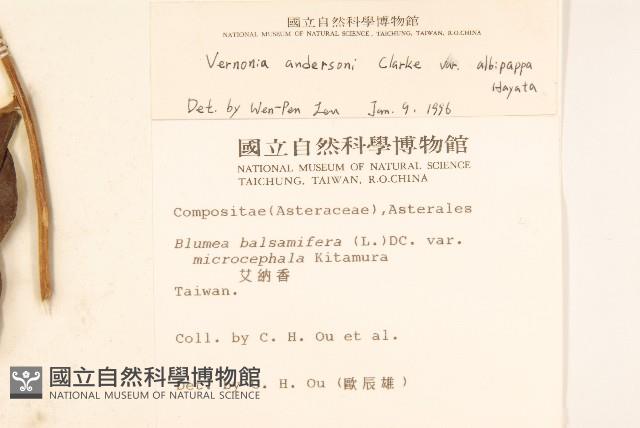 國立自然科學博物館
NATIONAL MUSEUM OF NATURAL SCIENCE, TAICHUNG, TAIWAN, R.O.CHINA
Vernonia andersoni Clarke var. albipappa
Hayata
Det. by Wen-Pen Leu Jan. 9. 1996
國立自然科學博物館
NATIONAL MUSEUM OF NATURAL SCIENCE
TAICHUNG, TAIWAN, R.O.CHINA
Compositae(Asteraceae),Asterales
Blumea balsamifera (L.)DC. var.
microcephala Kitamura
艾納香
Taiwan.
Coll. by C. H. Ou et al.
Det. by C. H. Ou (歐辰雄)
國立自然科學博物館
NATIONAL MUSEUM OF NATURAL SCIENCE